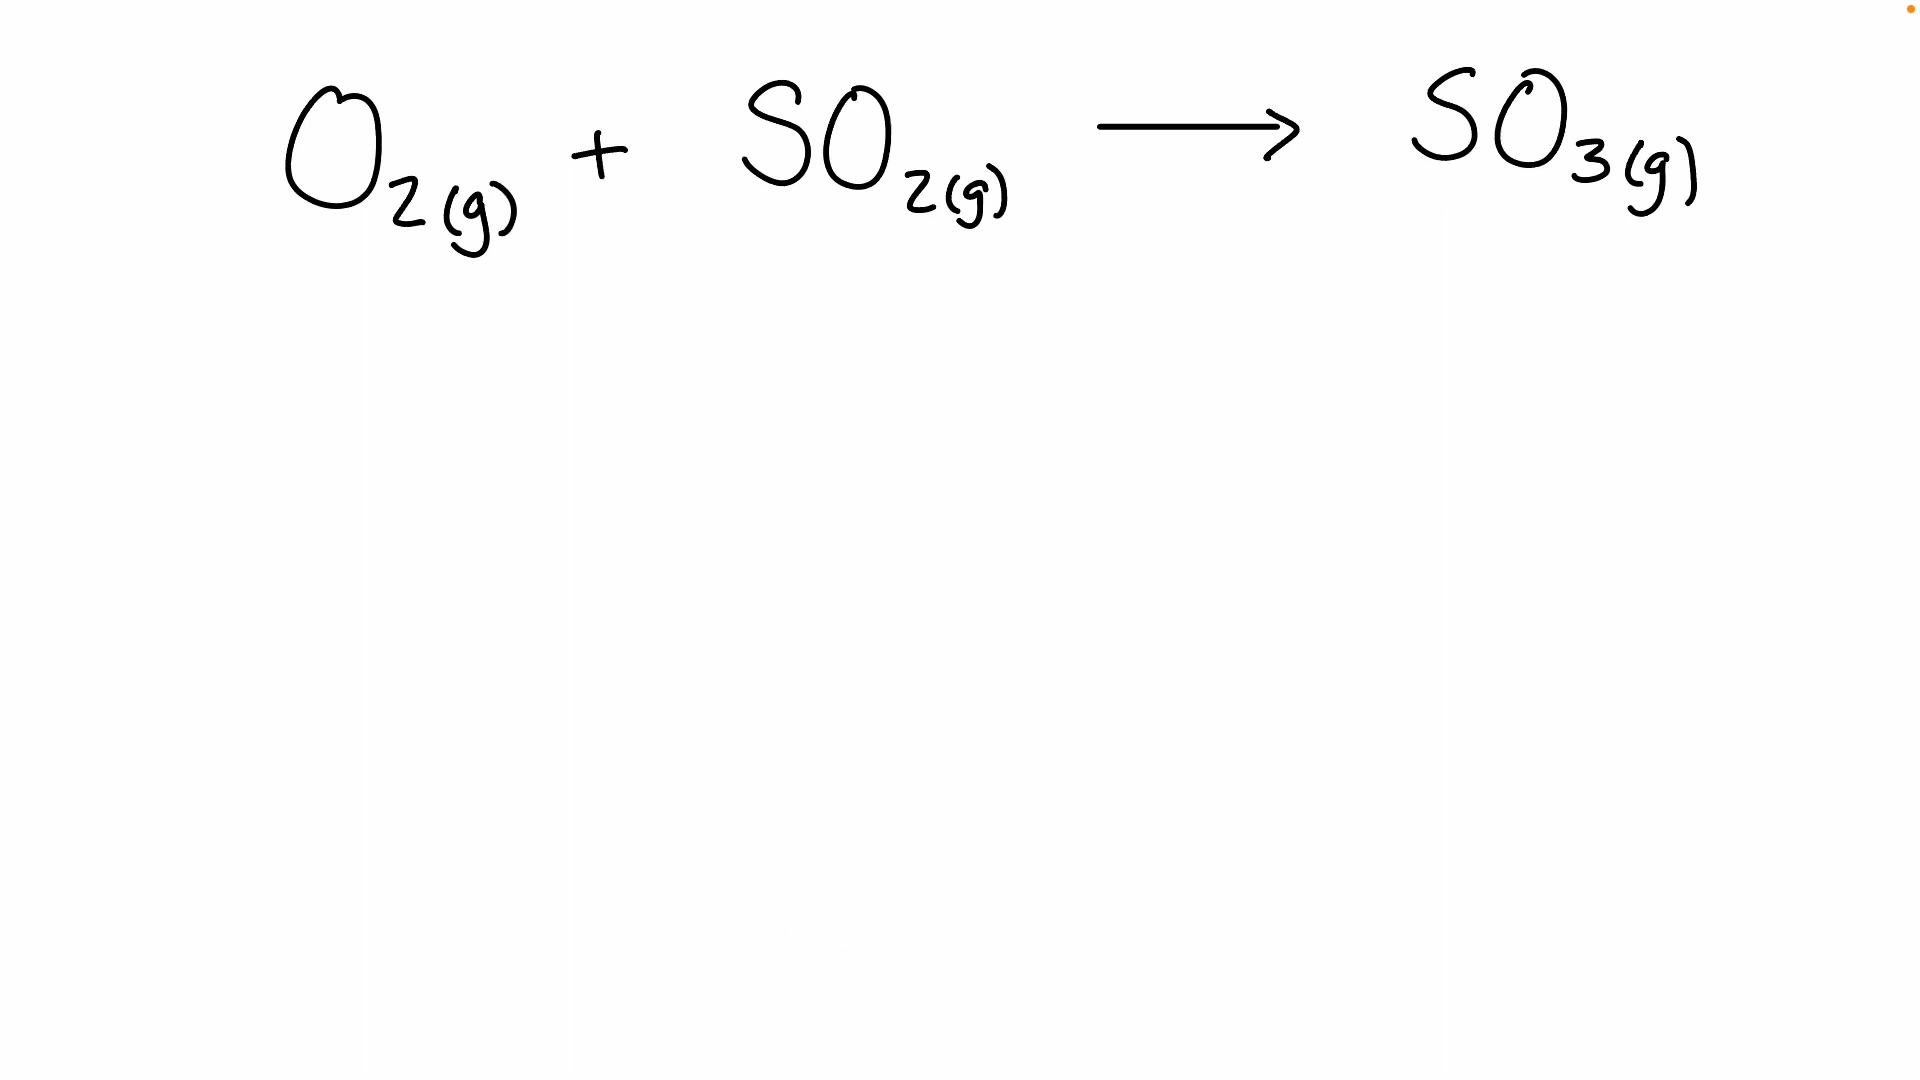 O₂(g) + SO₂(g) ⟶ SO₃(g)